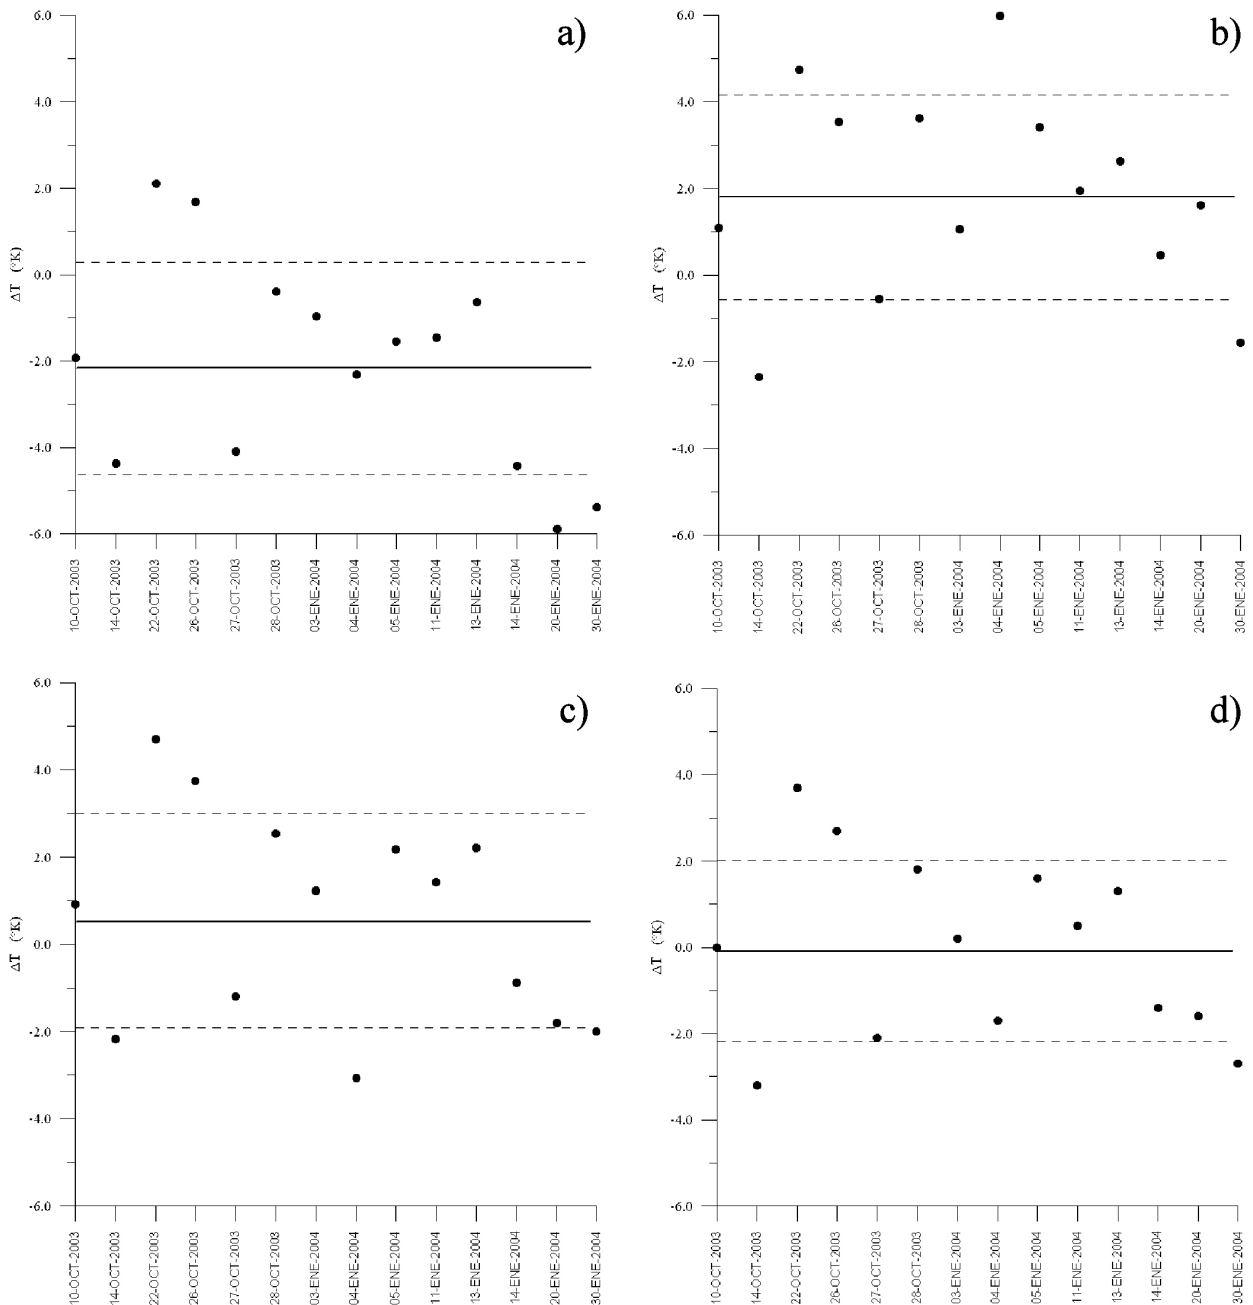 a)
6.0
4.0
2.0
0.0
-2.0
-4.0
-6.0
ΔT (°K)
10-OCT-2003
14-OCT-2003
22-OCT-2003
26-OCT-2003
27-OCT-2003
28-OCT-2003
03-ENE-2004
04-ENE-2004
05-ENE-2004
11-ENE-2004
13-ENE-2004
14-ENE-2004
20-ENE-2004
30-ENE-2004
b)
6.0
4.0
2.0
0.0
-2.0
-4.0
-6.0
ΔT (°K)
10-OCT-2003
14-OCT-2003
22-OCT-2003
26-OCT-2003
27-OCT-2003
28-OCT-2003
03-ENE-2004
04-ENE-2004
05-ENE-2004
11-ENE-2004
13-ENE-2004
14-ENE-2004
20-ENE-2004
30-ENE-2004
c)
6.0
4.0
2.0
0.0
-2.0
-4.0
-6.0
ΔT (°K)
10-OCT-2003
14-OCT-2003
22-OCT-2003
26-OCT-2003
27-OCT-2003
28-OCT-2003
03-ENE-2004
04-ENE-2004
05-ENE-2004
11-ENE-2004
13-ENE-2004
14-ENE-2004
20-ENE-2004
30-ENE-2004
d)
6.0
4.0
2.0
0.0
-2.0
-4.0
-6.0
ΔT (°K)
10-OCT-2003
14-OCT-2003
22-OCT-2003
26-OCT-2003
27-OCT-2003
28-OCT-2003
03-ENE-2004
04-ENE-2004
05-ENE-2004
11-ENE-2004
13-ENE-2004
14-ENE-2004
20-ENE-2004
30-ENE-2004